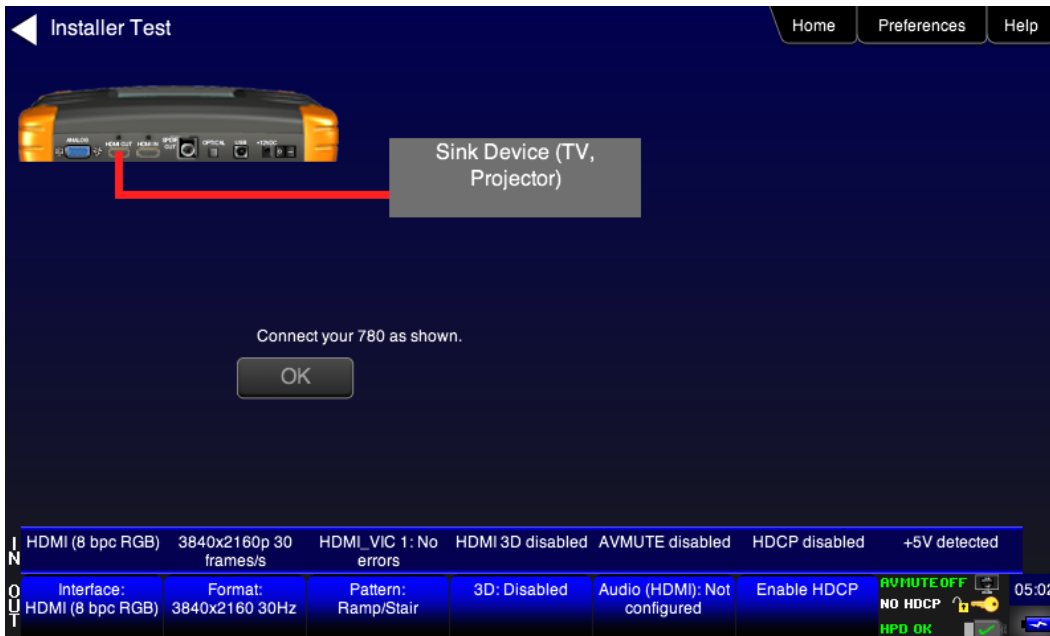 Installer Test
Home
Preferences
Help
ANALOG
HDMI OUT
HDMI IN
SPDIF
OUT
OPTICAL
USB
+12VDC
Sink Device (TV,
Projector)
Connect your 780 as shown.
OK
IN
HDMI (8 bpc RGB)
3840x2160p 30
frames/s
HDMI_VIC 1: No
errors
HDMI 3D disabled
AVMUTE disabled
HDCP disabled
+5V detected
OUT
Interface:
HDMI (8 bpc RGB)
Format:
3840x2160 30Hz
Pattern:
Ramp/Stair
3D: Disabled
Audio (HDMI): Not
configured
Enable HDCP
AVMUTE OFF
NO HDCP
HPD OK
05:02